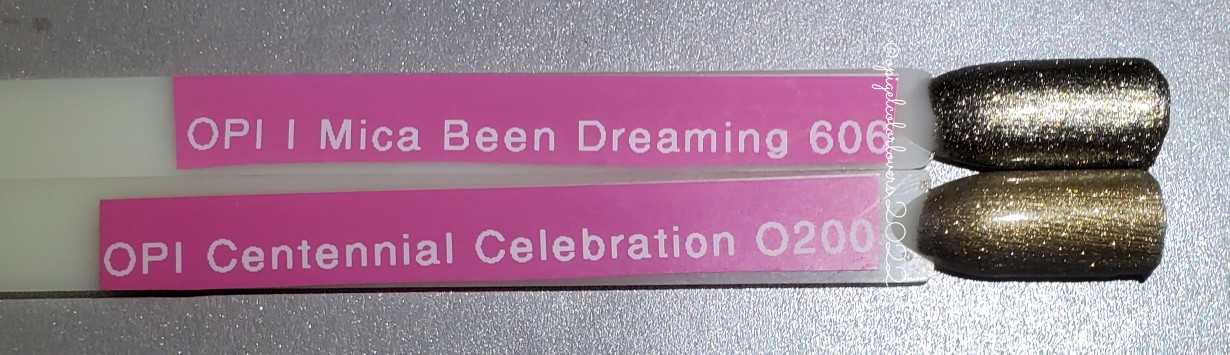 OPI I Mica Been Dreaming 606
OPI Centennial Celebration O200